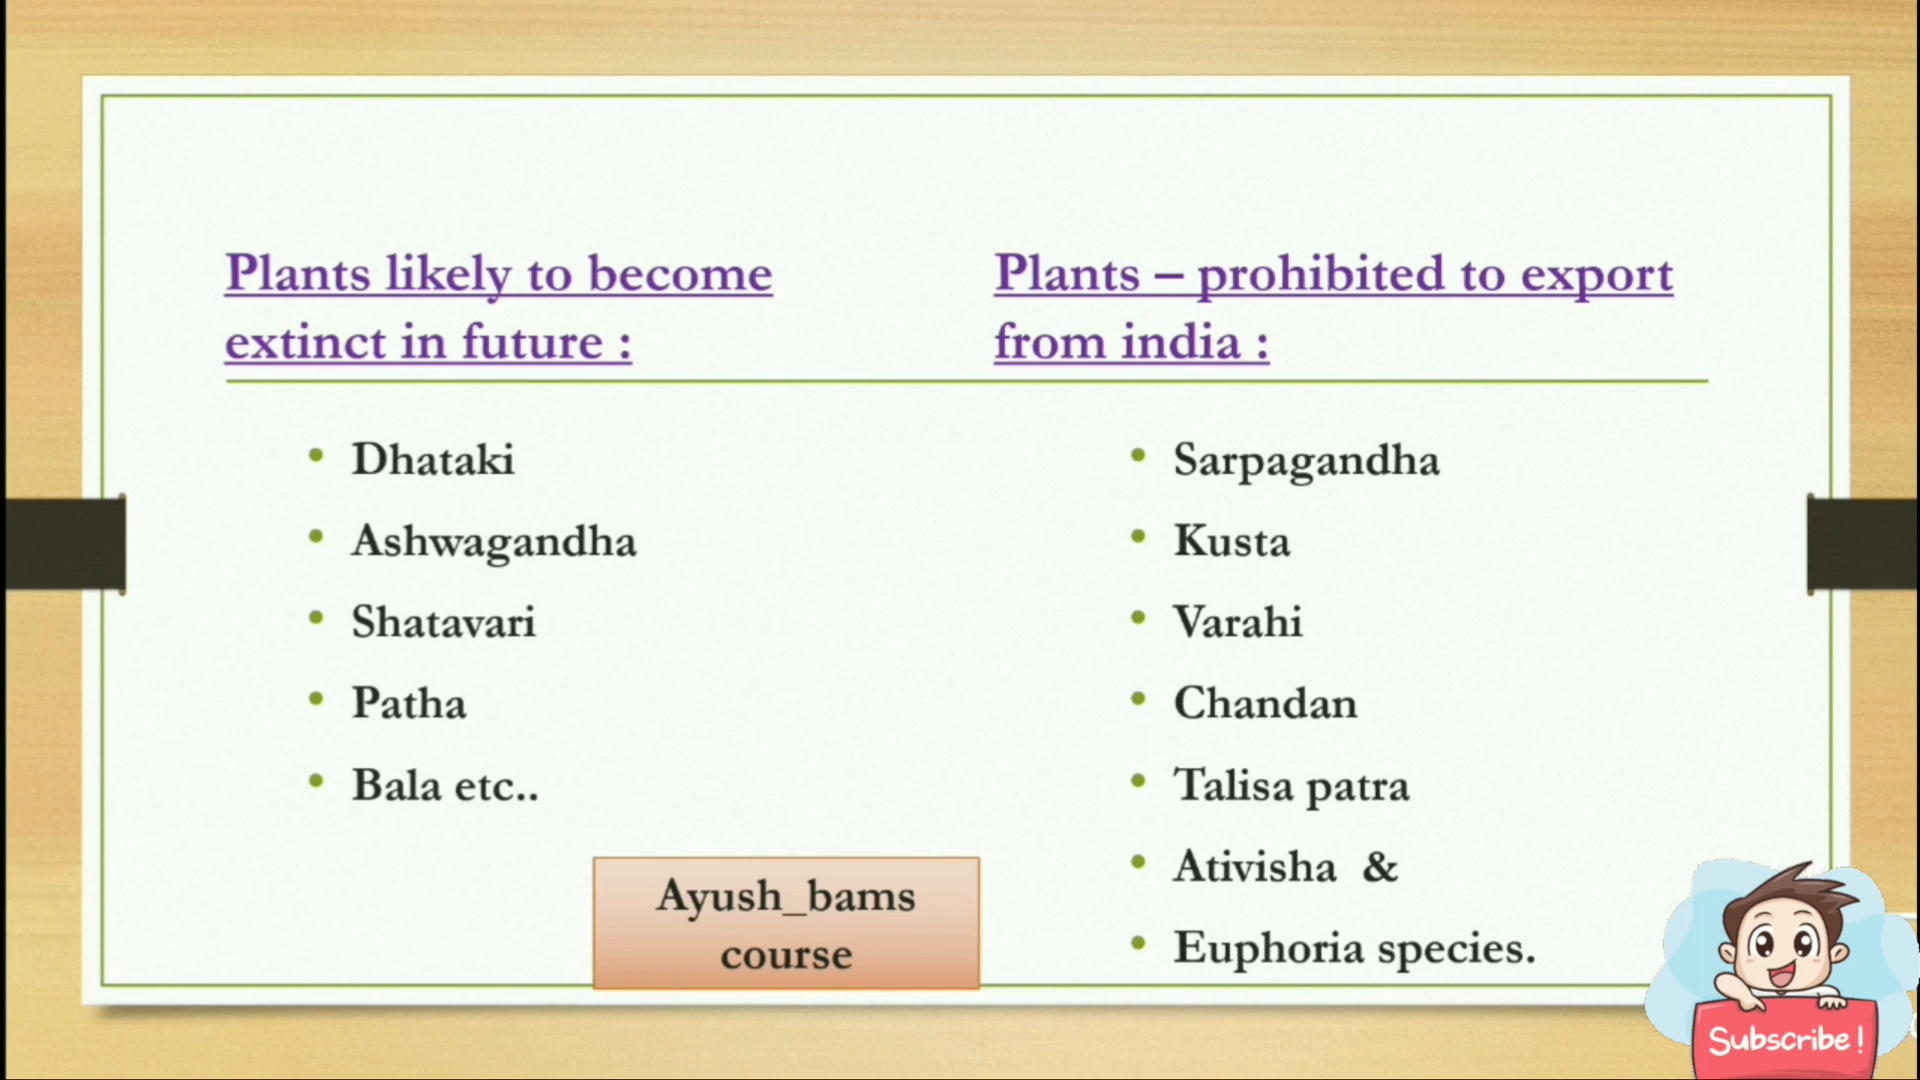 Plants likely to become
extinct in future :
Dhataki
Ashwagandha
Shatavari
Patha
Bala etc..
Plants – prohibited to export
from india :
Sarpagandha
Kusta
Varahi
Chandan
Talisa patra
Ativisha &
Euphoria species.
Ayush_bams
course
Subscribe!